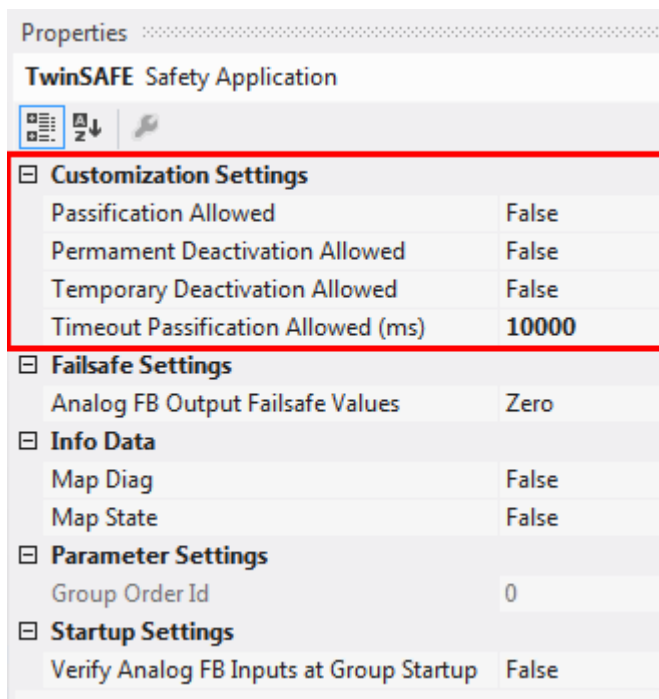 Properties
TwinSAFE Safety Application
Customization Settings
Passification Allowed False
Permament Deactivation Allowed False
Temporary Deactivation Allowed False
Timeout Passification Allowed (ms) 10000
Failsafe Settings
Analog FB Output Failsafe Values Zero
Info Data
Map Diag False
Map State False
Parameter Settings
Group Order Id 0
Startup Settings
Verify Analog FB Inputs at Group Startup False